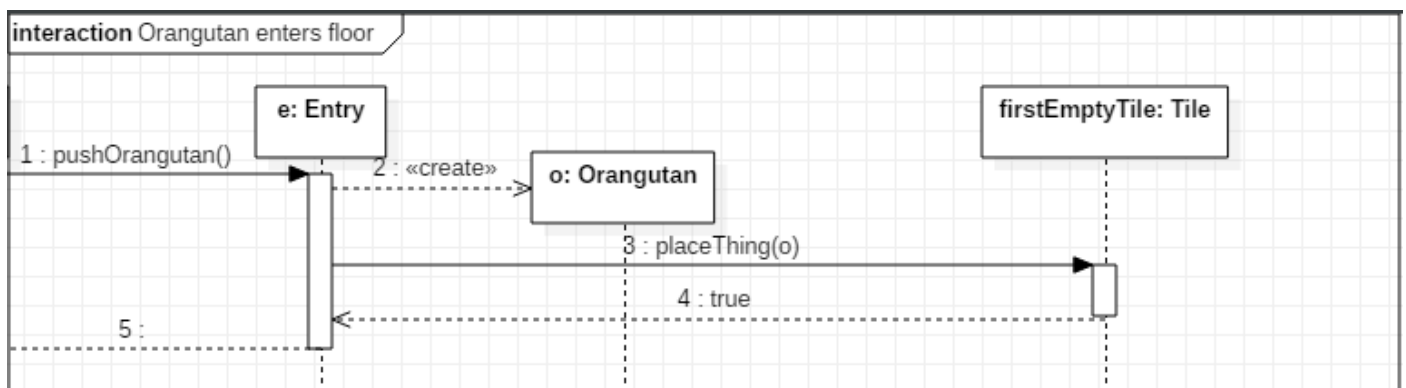 interaction Orangutan enters floor
e: Entry
firstEmptyTile: Tile
1 : pushOrangutan()
2 : «create»
o: Orangutan
3 : placeThing(o)
4 : true
5 :